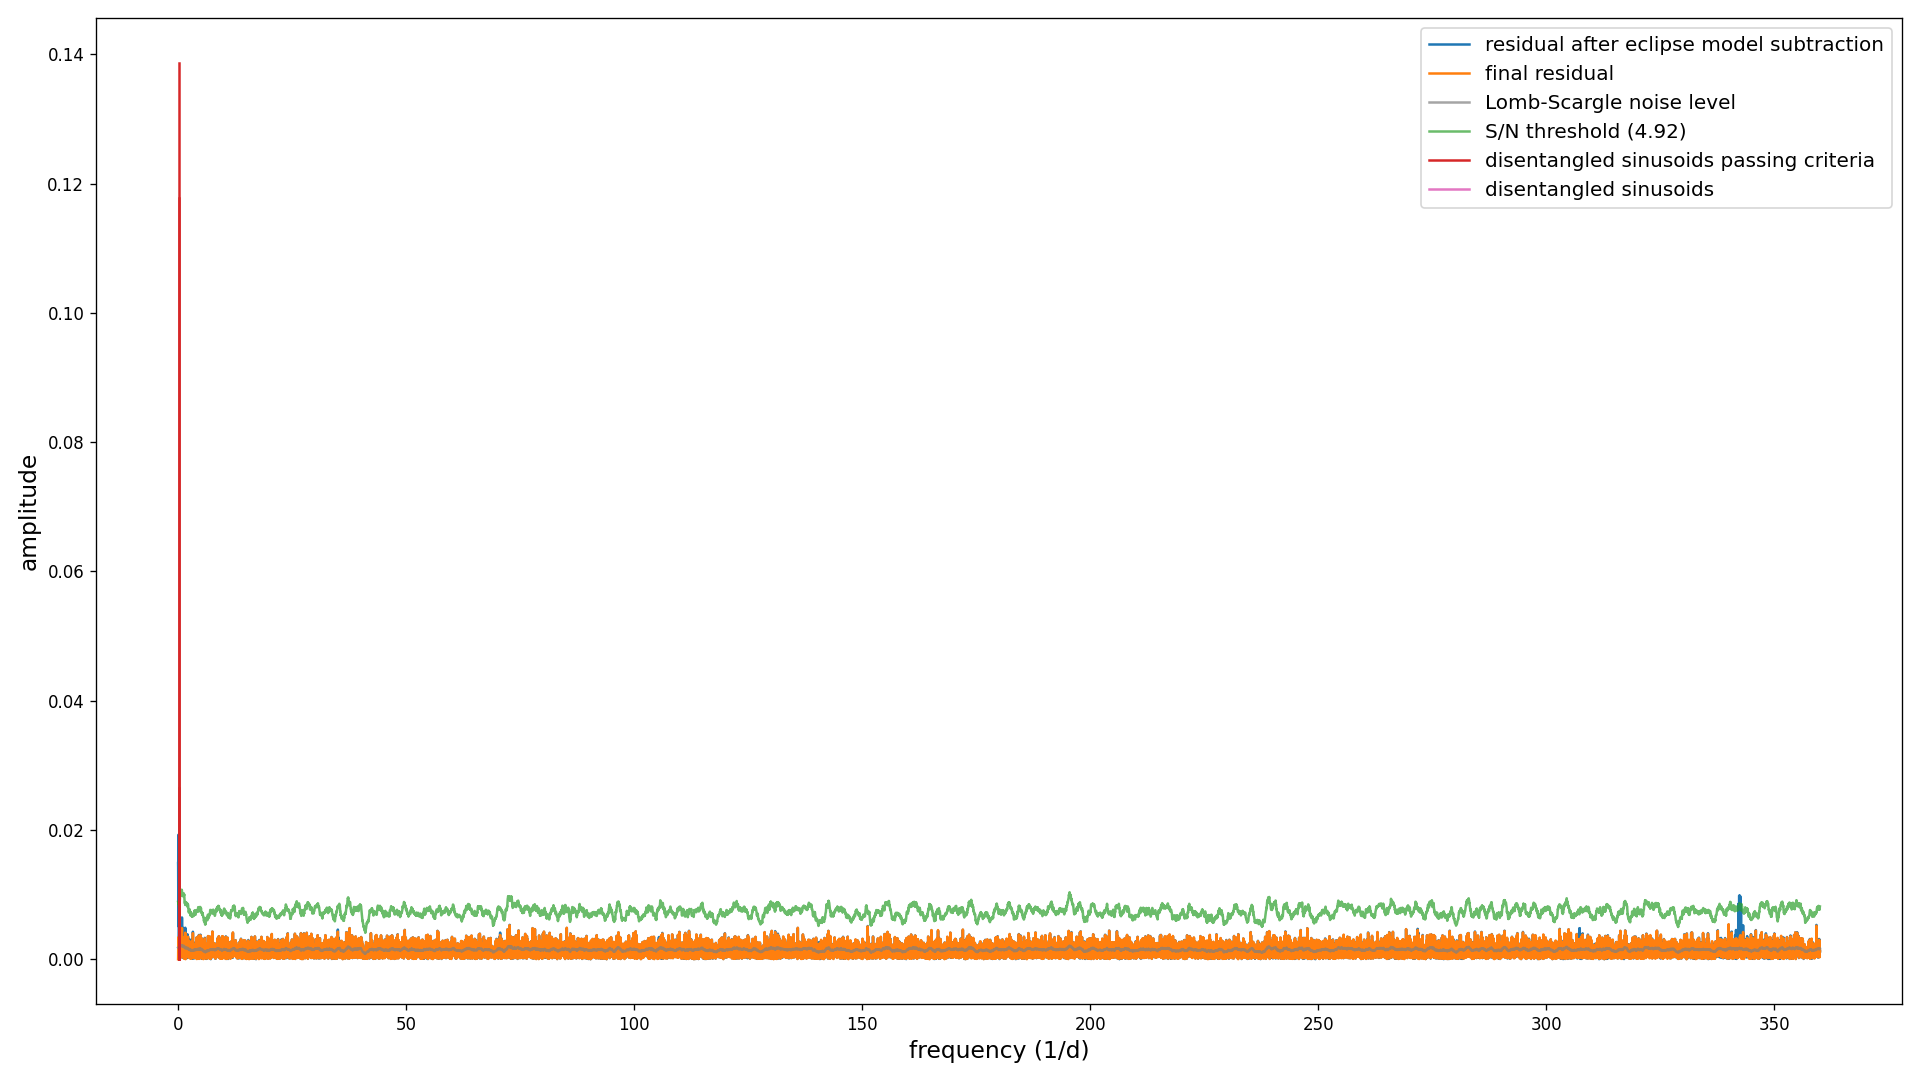 residual after eclipse model subtraction
final residual
Lomb-Scargle noise level
S/N threshold (4.92)
disentangled sinusoids passing criteria
disentangled sinusoids
amplitude
0.14
0.12
0.10
0.08
0.06
0.04
0.02
0.00
0 50 100 150 200 250 300 350
frequency (1/d)